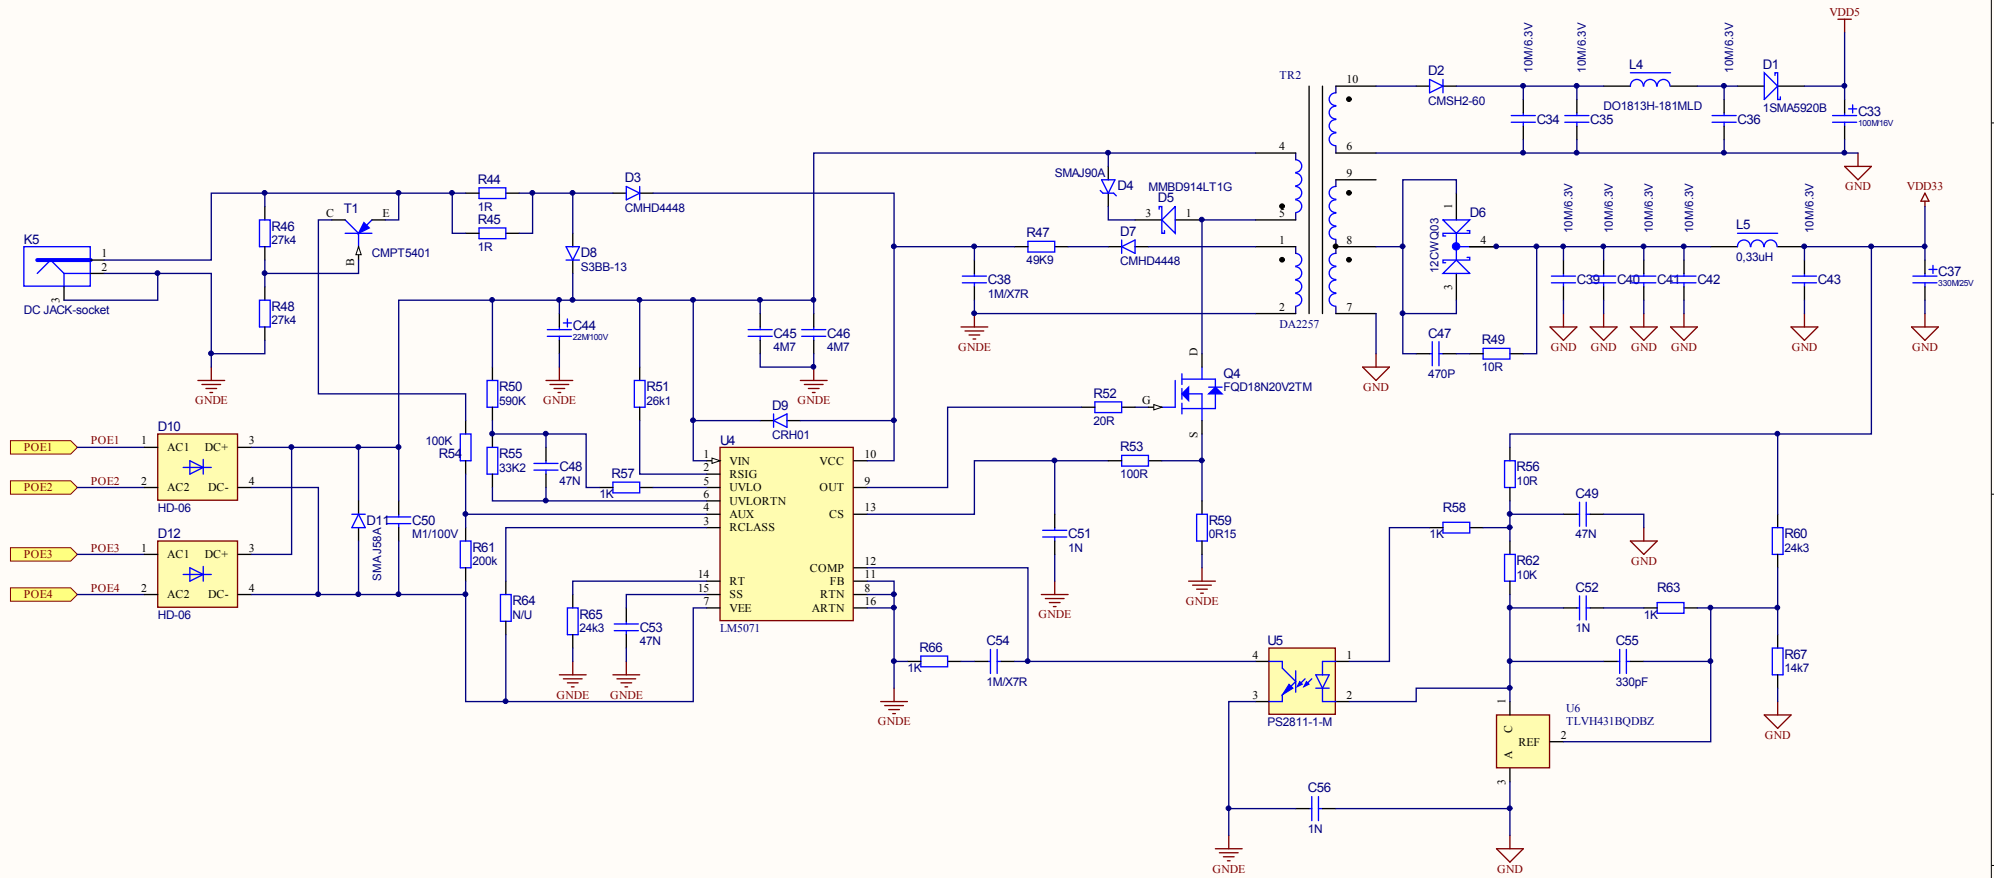 VDD5
10M/6.3V
10M/6.3V
10M/6.3V
TR2
10
D2
CMSH2-60
L4
DO1813H-181MLD
D1
1SMA5920B
C34
C35
C36
C33
100M/16V
4
6
GND
SMAJ90A
D4
MMBD914LT1G
D5
3
1
5
9
K5
1
2
3
DC JACK-socket
R46
27k4
R48
27k4
GNDE
T1
C
E
B
CMPT5401
R44
1R
R45
1R
D3
CMHD4448
D8
S3BB-13
R47
49K9
D7
CMHD4448
C38
1M/X7R
GNDE
1
2
DA2257
8
7
GND
12CWQ03
1
D6
4
3
10M/6.3V
10M/6.3V
10M/6.3V
10M/6.3V
L5
0,33uH
10M/6.3V
VDD33
C39
C40
C41
C42
C43
C37
330M/25V
GND
GND
GND
GND
GND
GND
C47
470P
R49
10R
C44
22M/100V
GNDE
C45
4M7
C46
4M7
GNDE
R50
590K
R51
26k1
R55
33K2
C48
47N
R57
1K
D9
CRH01
D
Q4
FQD18N20V2TM
G
S
R52
20R
R53
100R
R59
0R15
GNDE
C51
1N
GNDE
POE1
POE1
POE2
POE2
POE3
POE3
POE4
POE4
D10
1
AC1
DC+
3
2
AC2
DC-
4
HD-06
D12
1
AC1
DC+
3
2
AC2
DC-
4
HD-06
D11
SMAJ58A
C50
M1/100V
100K
R54
R61
200k
R64
N/U
R65
24k3
GNDE
C53
47N
GNDE
U4
1
VIN
2
RSIG
5
UVLO
6
UVLORTN
4
AUX
3
RCLASS
14
RT
15
SS
7
VEE
VCC
10
OUT
9
CS
13
COMP
12
FB
11
RTN
8
ARTN
16
LM5071
R66
1K
C54
1M/X7R
GNDE
U5
4
3
1
2
PS2811-1-M
C56
1N
GNDE
R58
1K
R56
10R
C49
47N
GND
R62
10K
C52
1N
R63
1K
C55
330pF
R60
24k3
R67
14k7
GND
U6
TLVH431BQDBZ
1
C
REF
2
A
3
GND